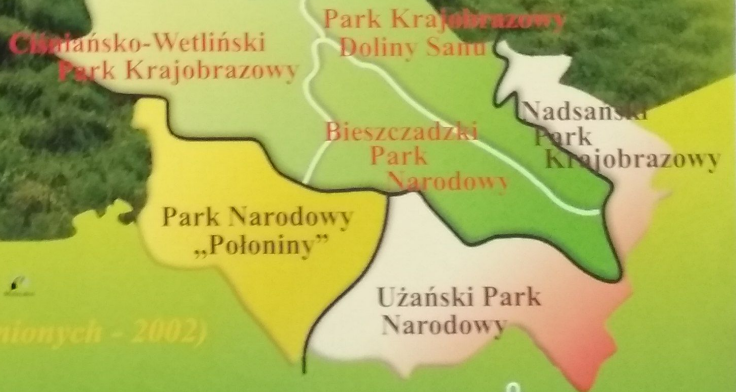 Park Krajobrazowy
Doliny Sanu
Ciśniańsko-Wetliński
Park Krajobrazowy
Nadsański
Park
Krajobrazowy
Bieszczadzki
Park
Narodowy
Park Narodowy
„Połoniny”
Użański Park
Narodowy
nionych - 2002)